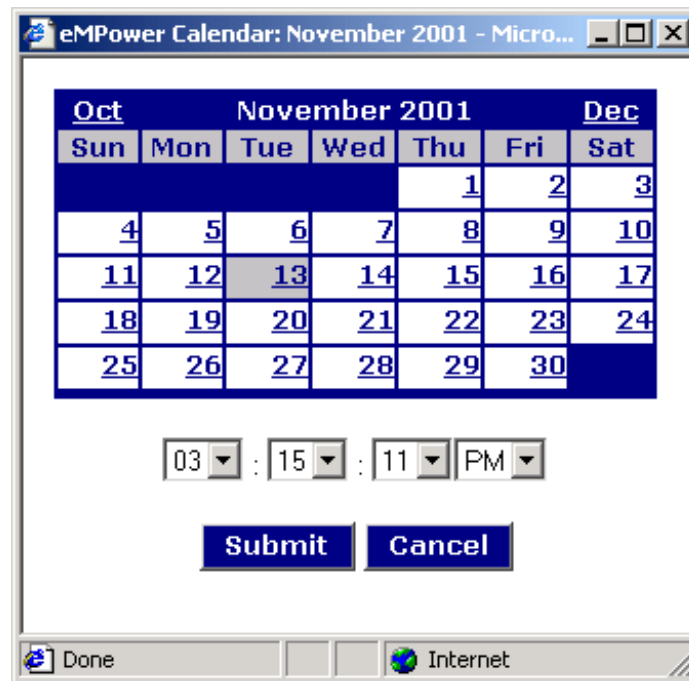 eMPower Calendar: November 2001 - Micro...
Oct November 2001 Dec
Sun Mon Tue Wed Thu Fri Sat
1 2 3
4 5 6 7 8 9 10
11 12 13 14 15 16 17
18 19 20 21 22 23 24
25 26 27 28 29 30
03 : 15 : 11 PM
Submit Cancel
Done Internet